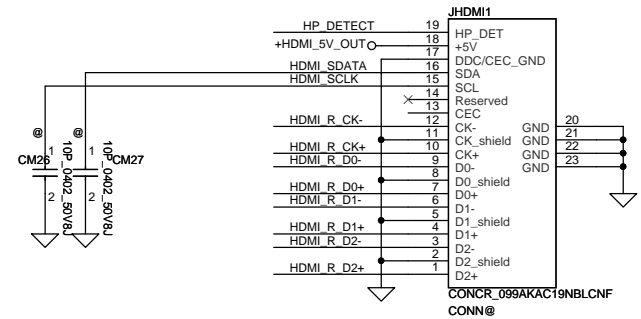 JHDMI1
HP_DETECT 19 HP_DET
+HDMI_5V_OUT 18 +5V
17 DDC/CEC_GND
HDMI_SDATA 16 SDA
HDMI_SCLK 15 SCL
14 Reserved
13 CEC
HDMI_R_CK- 12 CK- GND 20
11 CK_shield GND 21
HDMI_R_CK+ 10 CK+ GND 22
HDMI_R_D0- 9 D0- GND 23
8 D0_shield
HDMI_R_D0+ 7 D0+
HDMI_R_D1- 6 D1-
5 D1_shield
HDMI_R_D1+ 4 D1+
HDMI_R_D2- 3 D2-
2 D2_shield
HDMI_R_D2+ 1 D2+
CONCR_099AKAC19NBLCNF
CONN@
@
CM26
1
2
10P_0402_50V8J
@
CM27
1
2
10P_0402_50V8J